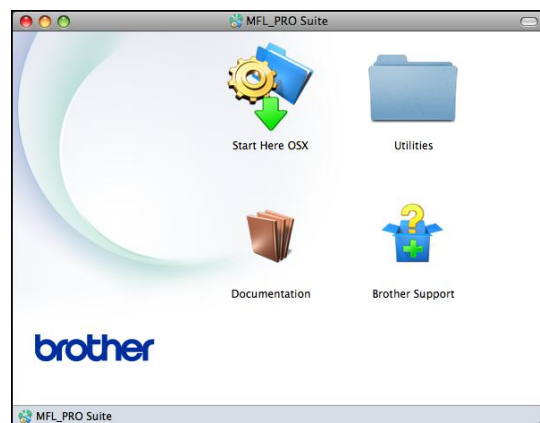 MFL_PRO Suite
Start Here OSX
Utilities
Documentation
Brother Support
brother
MFL_PRO Suite